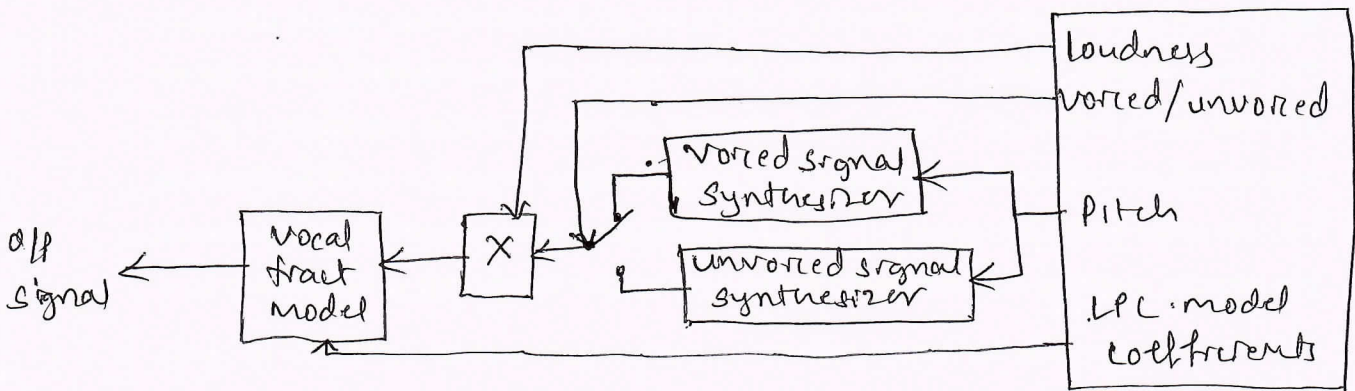 loudness
voiced/unvoiced
voiced signal
synthesizer
Pitch
vocal
tract
model
X
o/p
signal
unvoiced signal
synthesizer
LPC model
coefficients